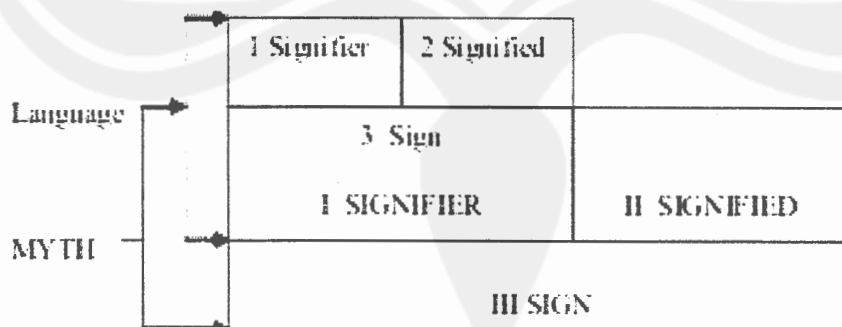 1 Signifier 2 Signified
Language
3 Sign
I SIGNIFIER II SIGNIFIED
MYTH
III SIGN